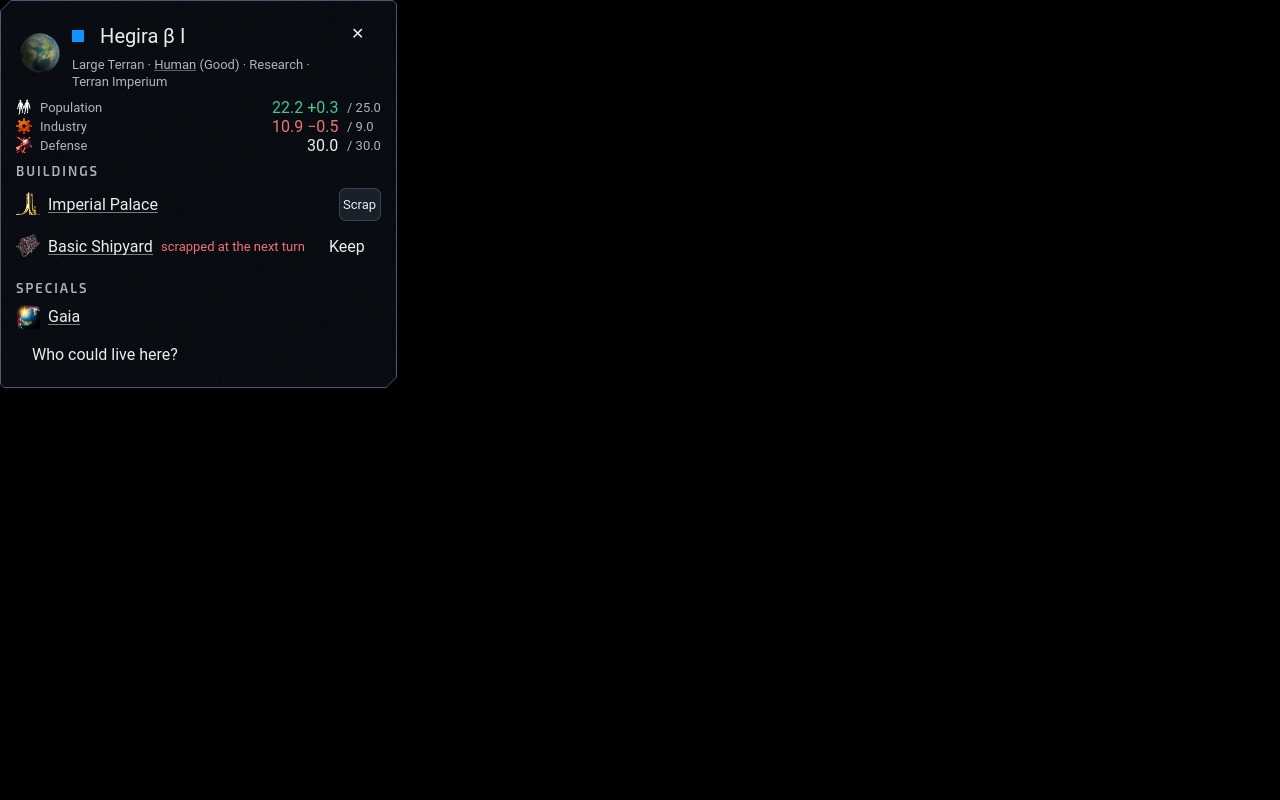 Hegira β I
✕
Large Terran · Human (Good) · Research ·
Terran Imperium
Population 22.2 +0.3 / 25.0
Industry 10.9 −0.5 / 9.0
Defense 30.0 / 30.0
BUILDINGS
Imperial Palace Scrap
Basic Shipyard scrapped at the next turn Keep
SPECIALS
Gaia
Who could live here?